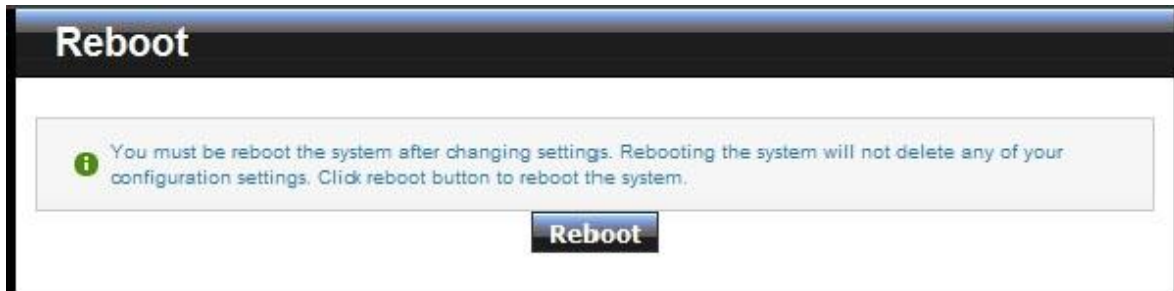 Reboot
You must be reboot the system after changing settings. Rebooting the system will not delete any of your
configuration settings. Click reboot button to reboot the system.
Reboot